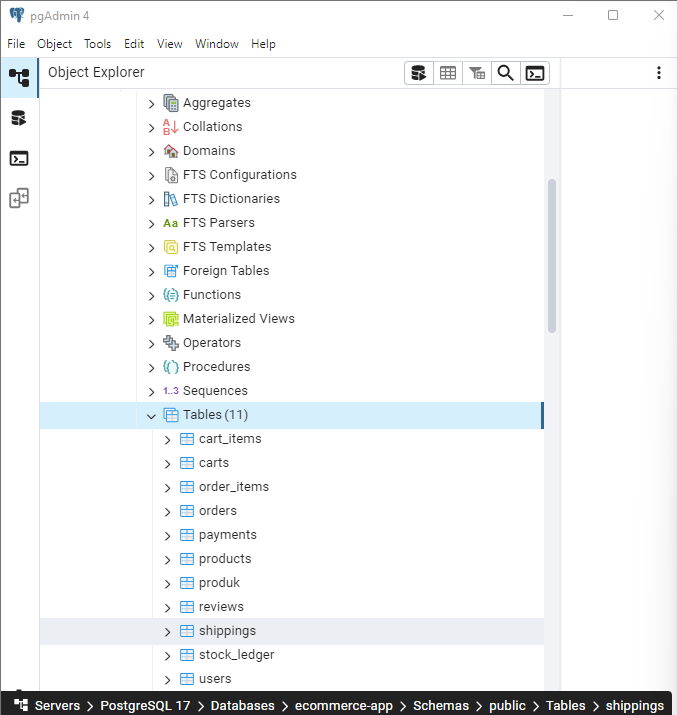 pgAdmin 4
File Object Tools Edit View Window Help
Object Explorer
Aggregates
Collations
Domains
FTS Configurations
FTS Dictionaries
Aa FTS Parsers
FTS Templates
Foreign Tables
Functions
Materialized Views
Operators
Procedures
1..3 Sequences
Tables (11)
cart_items
carts
order_items
orders
payments
products
produk
reviews
shippings
stock_ledger
users
Servers > PostgreSQL 17 > Databases > ecommerce-app > Schemas > public > Tables > shippings